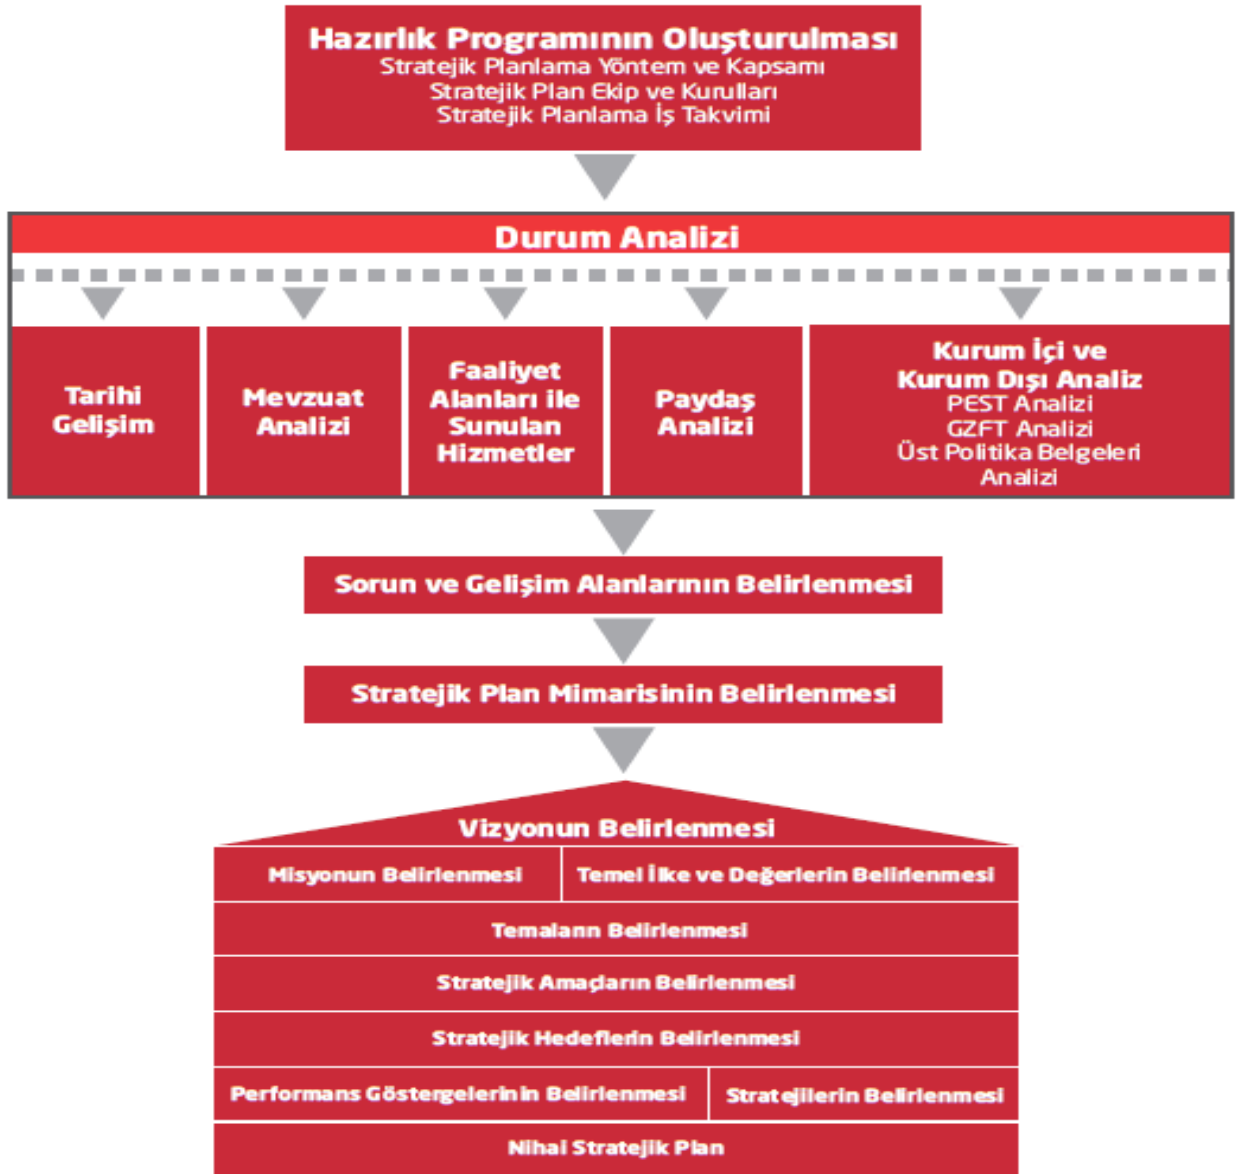 Hazırlık Programının Oluşturulması
Stratejik Planlama Yöntem ve Kapsamı
Stratejik Plan Ekip ve Kurulları
Stratejik Planlama İş Takvimi
Durum Analizi
Tarihi
Gelişim
Mevzuat
Analizi
Faaliyet
Alanları ile
Sunulan
Hizmetler
Paydaş
Analizi
Kurum İçi ve
Kurum Dışı Analiz
PEST Analizi
GZFT Analizi
Üst Politika Belgeleri
Analizi
Sorun ve Gelişim Alanlarının Belirlenmesi
Stratejik Plan Mimarisinin Belirlenmesi
Vizyonun Belirlenmesi
Misyonun Belirlenmesi
Temel İlke ve Değerlerin Belirlenmesi
Temaların Belirlenmesi
Stratejik Amaçların Belirlenmesi
Stratejik Hedeflerin Belirlenmesi
Performans Göstergelerinin Belirlenmesi
Stratejilerin Belirlenmesi
Nihai Stratejik Plan